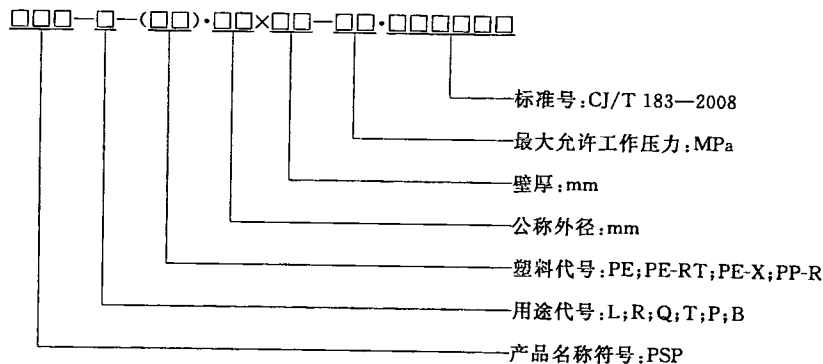 □□□—□—(□□)·□□×□□—□□·□□□□□□
标准号:CJ/T 183—2008
最大允许工作压力:MPa
壁厚:mm
公称外径:mm
塑料代号:PE;PE-RT;PE-X;PP-R
用途代号:L;R;Q;T;P;B
产品名称符号:PSP